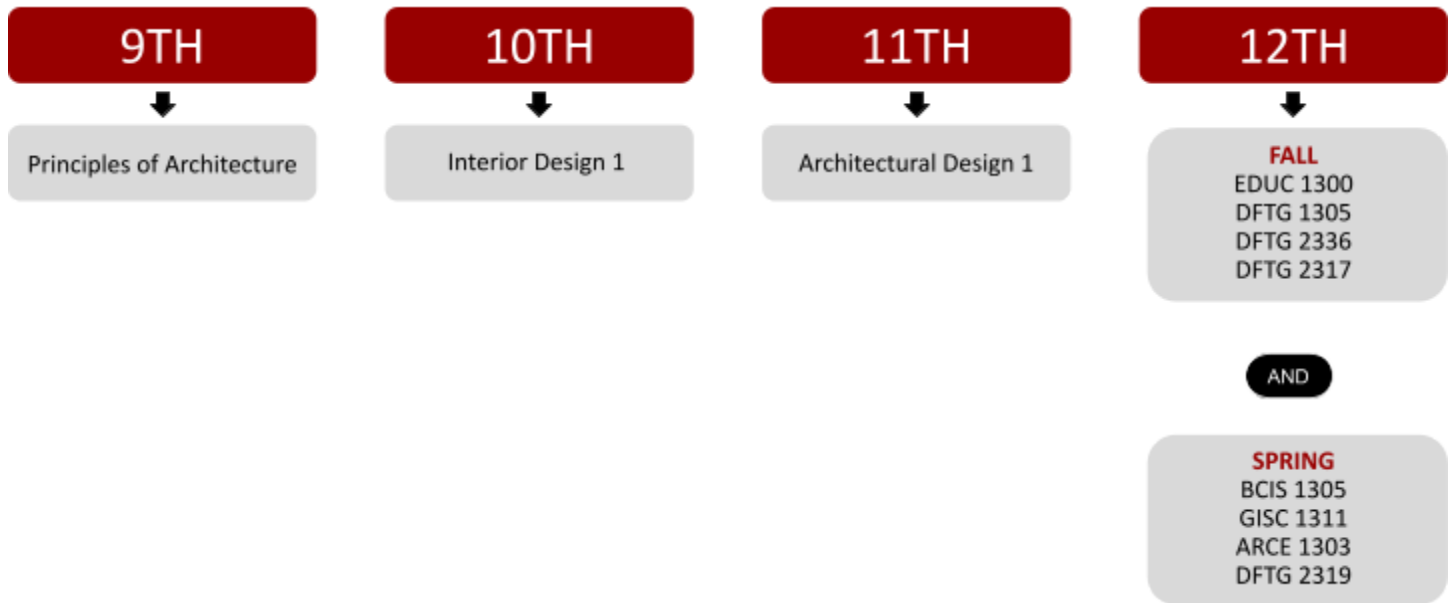 9TH
Principles of Architecture
10TH
Interior Design 1
11TH
Architectural Design 1
12TH
FALL
EDUC 1300
DFTG 1305
DFTG 2336
DFTG 2317
AND
SPRING
BCIS 1305
GISC 1311
ARCE 1303
DFTG 2319